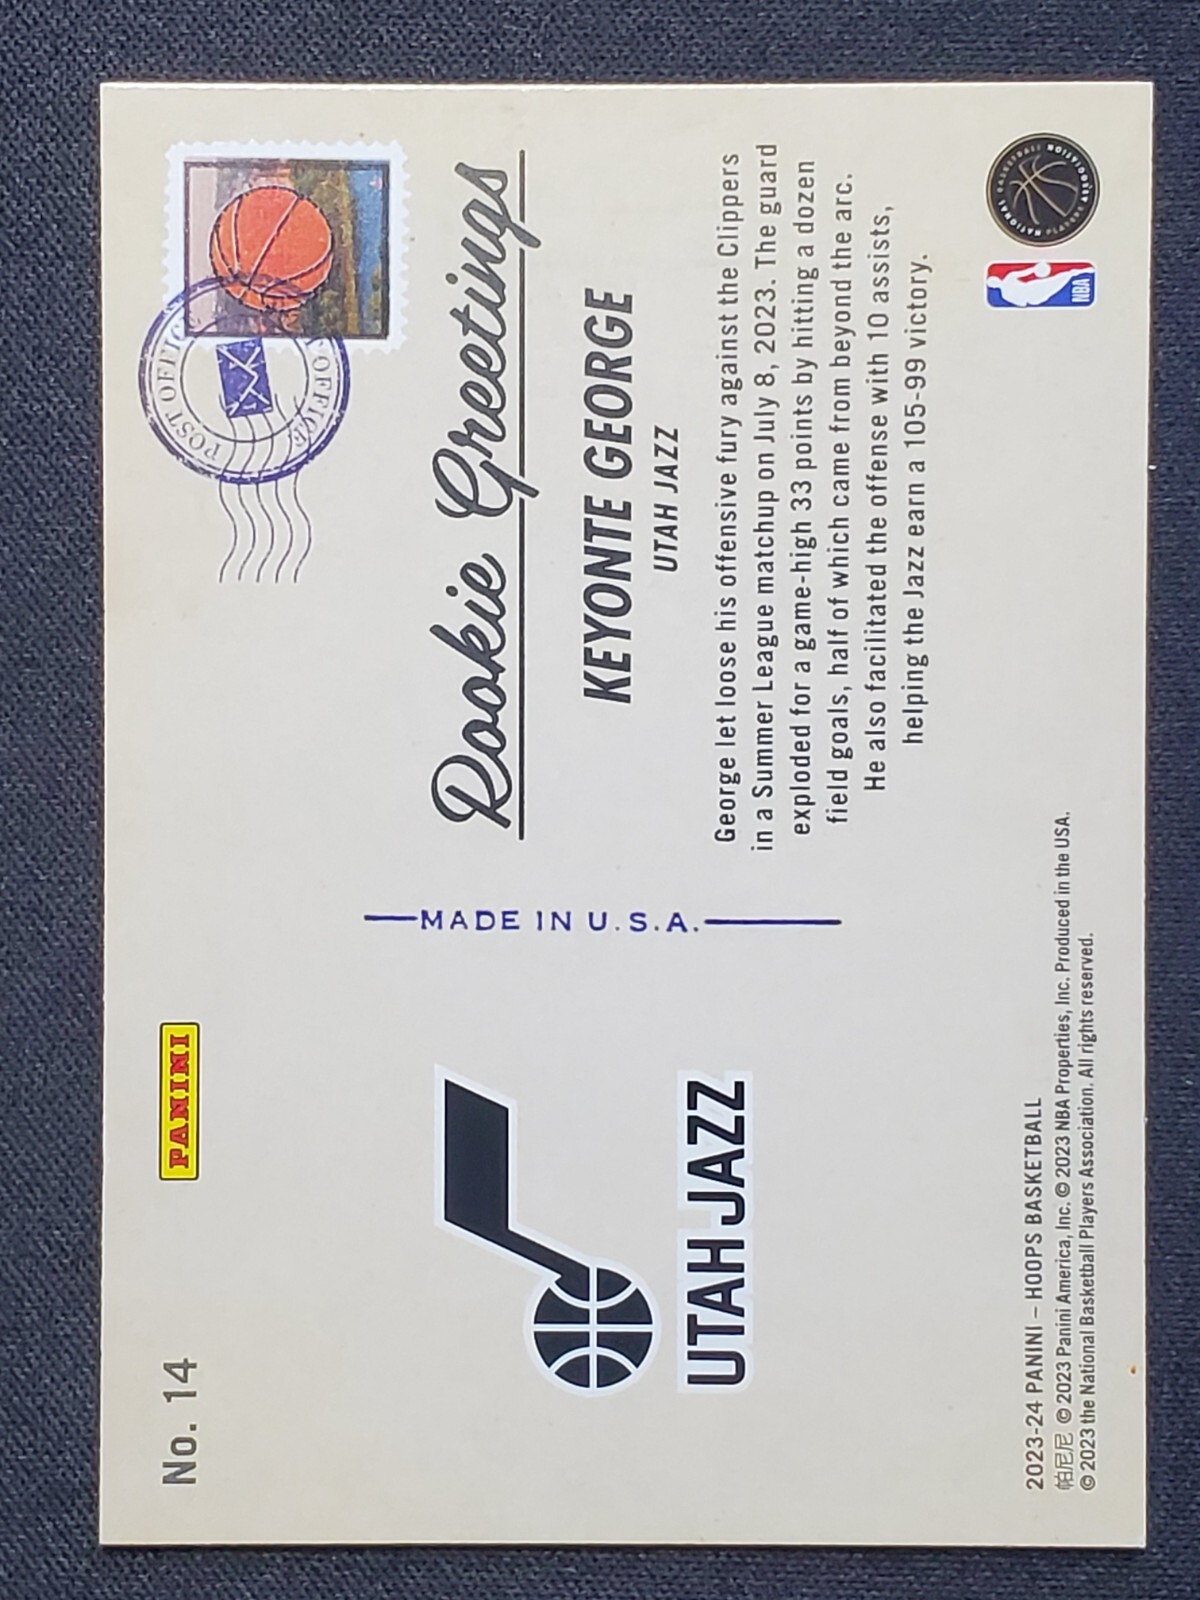 No. 14
PANINI
UTAH JAZZ
MADE IN U.S.A.
POST OFFICE
OFFICE
Rookie Greetings
KEYONTE GEORGE
UTAH JAZZ
George let loose his offensive fury against the Clippers
in a Summer League matchup on July 8, 2023. The guard
exploded for a game-high 33 points by hitting a dozen
field goals, half of which came from beyond the arc.
He also facilitated the offense with 10 assists,
helping the Jazz earn a 105-99 victory.
2023-24 PANINI – HOOPS BASKETBALL
帕尼尼 © 2023 Panini America, Inc. © 2023 NBA Properties, Inc. Produced in the USA.
© 2023 the National Basketball Players Association. All rights reserved.
NBA
NATIONAL BASKETBALL
PLAYERS ASSOCIATION